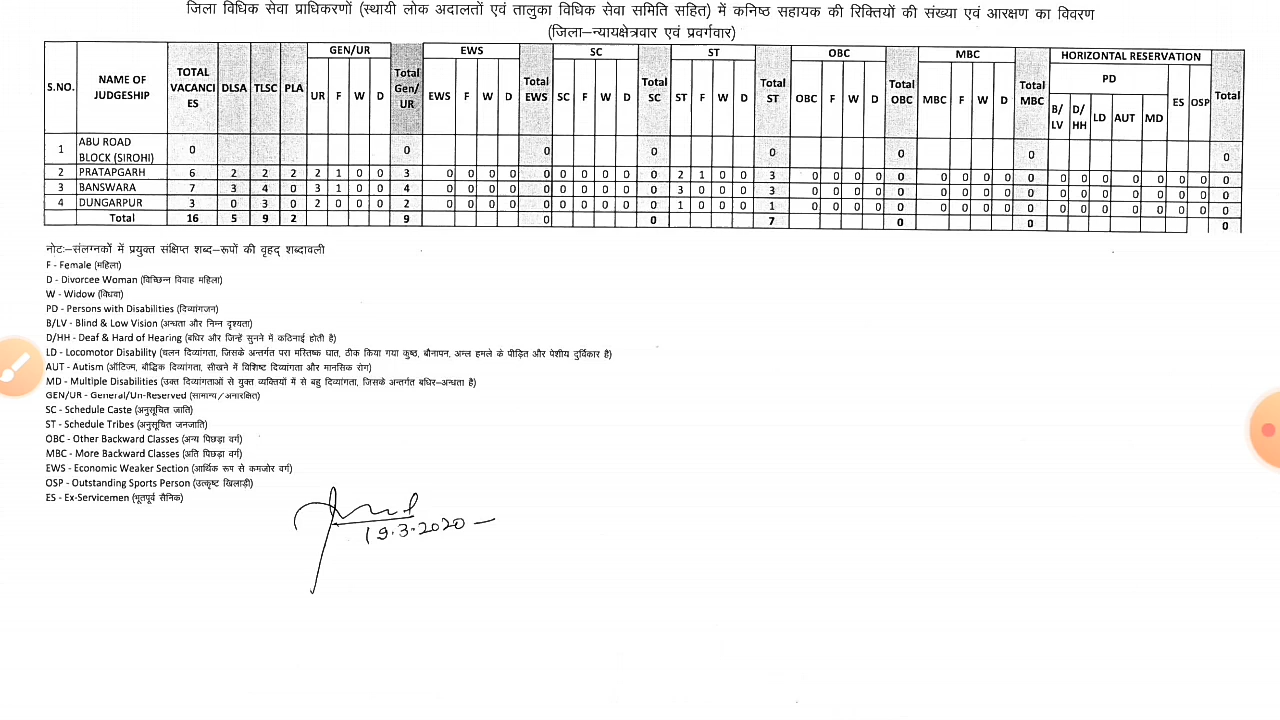 जिला विधिक सेवा प्राधिकरणों (स्थायी लोक अदालतों एवं तालुका विधिक सेवा समिति सहित) में कनिष्ठ सहायक की रिक्तियों की संख्या एवं आरक्षण का विवरण
(जिला–न्यायक्षेत्रवार एवं प्रवर्गवार)
S.NO. NAME OF JUDGESHIP TOTAL VACANCIES DLSA TLSC PLA GEN/UR Total Gen/UR EWS Total EWS SC Total SC ST Total ST OBC Total OBC MBC Total MBC HORIZONTAL RESERVATION Total
PD ES OSP
UR F W D EWS F W D SC F W D ST F W D OBC F W D MBC F W D B/LV D/HH LD AUT MD
1 ABU ROAD BLOCK (SIROHI) 0 0 0 0 0 0 0 0
2 PRATAPGARH 6 2 2 2 2 1 0 0 3 0 0 0 0 0 0 0 0 0 0 2 1 0 0 3 0 0 0 0 0 0 0 0 0 0 0 0 0 0 0 0 0 0
3 BANSWARA 7 3 4 0 3 1 0 0 4 0 0 0 0 0 0 0 0 0 0 3 0 0 0 3 0 0 0 0 0 0 0 0 0 0 0 0 0 0 0 0 0 0
4 DUNGARPUR 3 0 3 0 2 0 0 0 2 0 0 0 0 0 0 0 0 0 0 1 0 0 0 1 0 0 0 0 0 0 0 0 0 0 0 0 0 0 0 0 0 0
Total 16 5 9 2 9 0 0 7 0 0 0
नोटः–संलग्नकों में प्रयुक्त संक्षिप्त शब्द–रूपों की वृहद् शब्दावली
F - Female (महिला)
D - Divorcee Woman (विच्छिन्न विवाह महिला)
W - Widow (विधवा)
PD - Persons with Disabilities (दिव्यांगजन)
B/LV - Blind & Low Vision (अन्धता और निम्न दृश्यता)
D/HH - Deaf & Hard of Hearing (बधिर और जिन्हें सुनने में कठिनाई होती है)
LD - Locomotor Disability (चलन दिव्यांगता, जिसके अन्तर्गत परा मस्तिष्क घात, ठीक किया गया कुष्ठ, बौनापन, अम्ल हमले के पीड़ित और पेशीय दुर्विकार है)
AUT - Autism (ऑटिज्म, बौद्धिक दिव्यांगता, सीखने में विशिष्ट दिव्यांगता और मानसिक रोग)
MD - Multiple Disabilities (उक्त दिव्यांगताओं से युक्त व्यक्तियों में से बहु दिव्यांगता, जिसके अन्तर्गत बधिर–अन्धता है)
GEN/UR - General/Un-Reserved (सामान्य/अनारक्षित)
SC - Schedule Caste (अनुसूचित जाति)
ST - Schedule Tribes (अनुसूचित जनजाति)
OBC - Other Backward Classes (अन्य पिछड़ा वर्ग)
MBC - More Backward Classes (अति पिछड़ा वर्ग)
EWS - Economic Weaker Section (आर्थिक रूप से कमजोर वर्ग)
OSP - Outstanding Sports Person (उत्कृष्ट खिलाड़ी)
ES - Ex-Servicemen (भूतपूर्व सैनिक)
19.3.2020